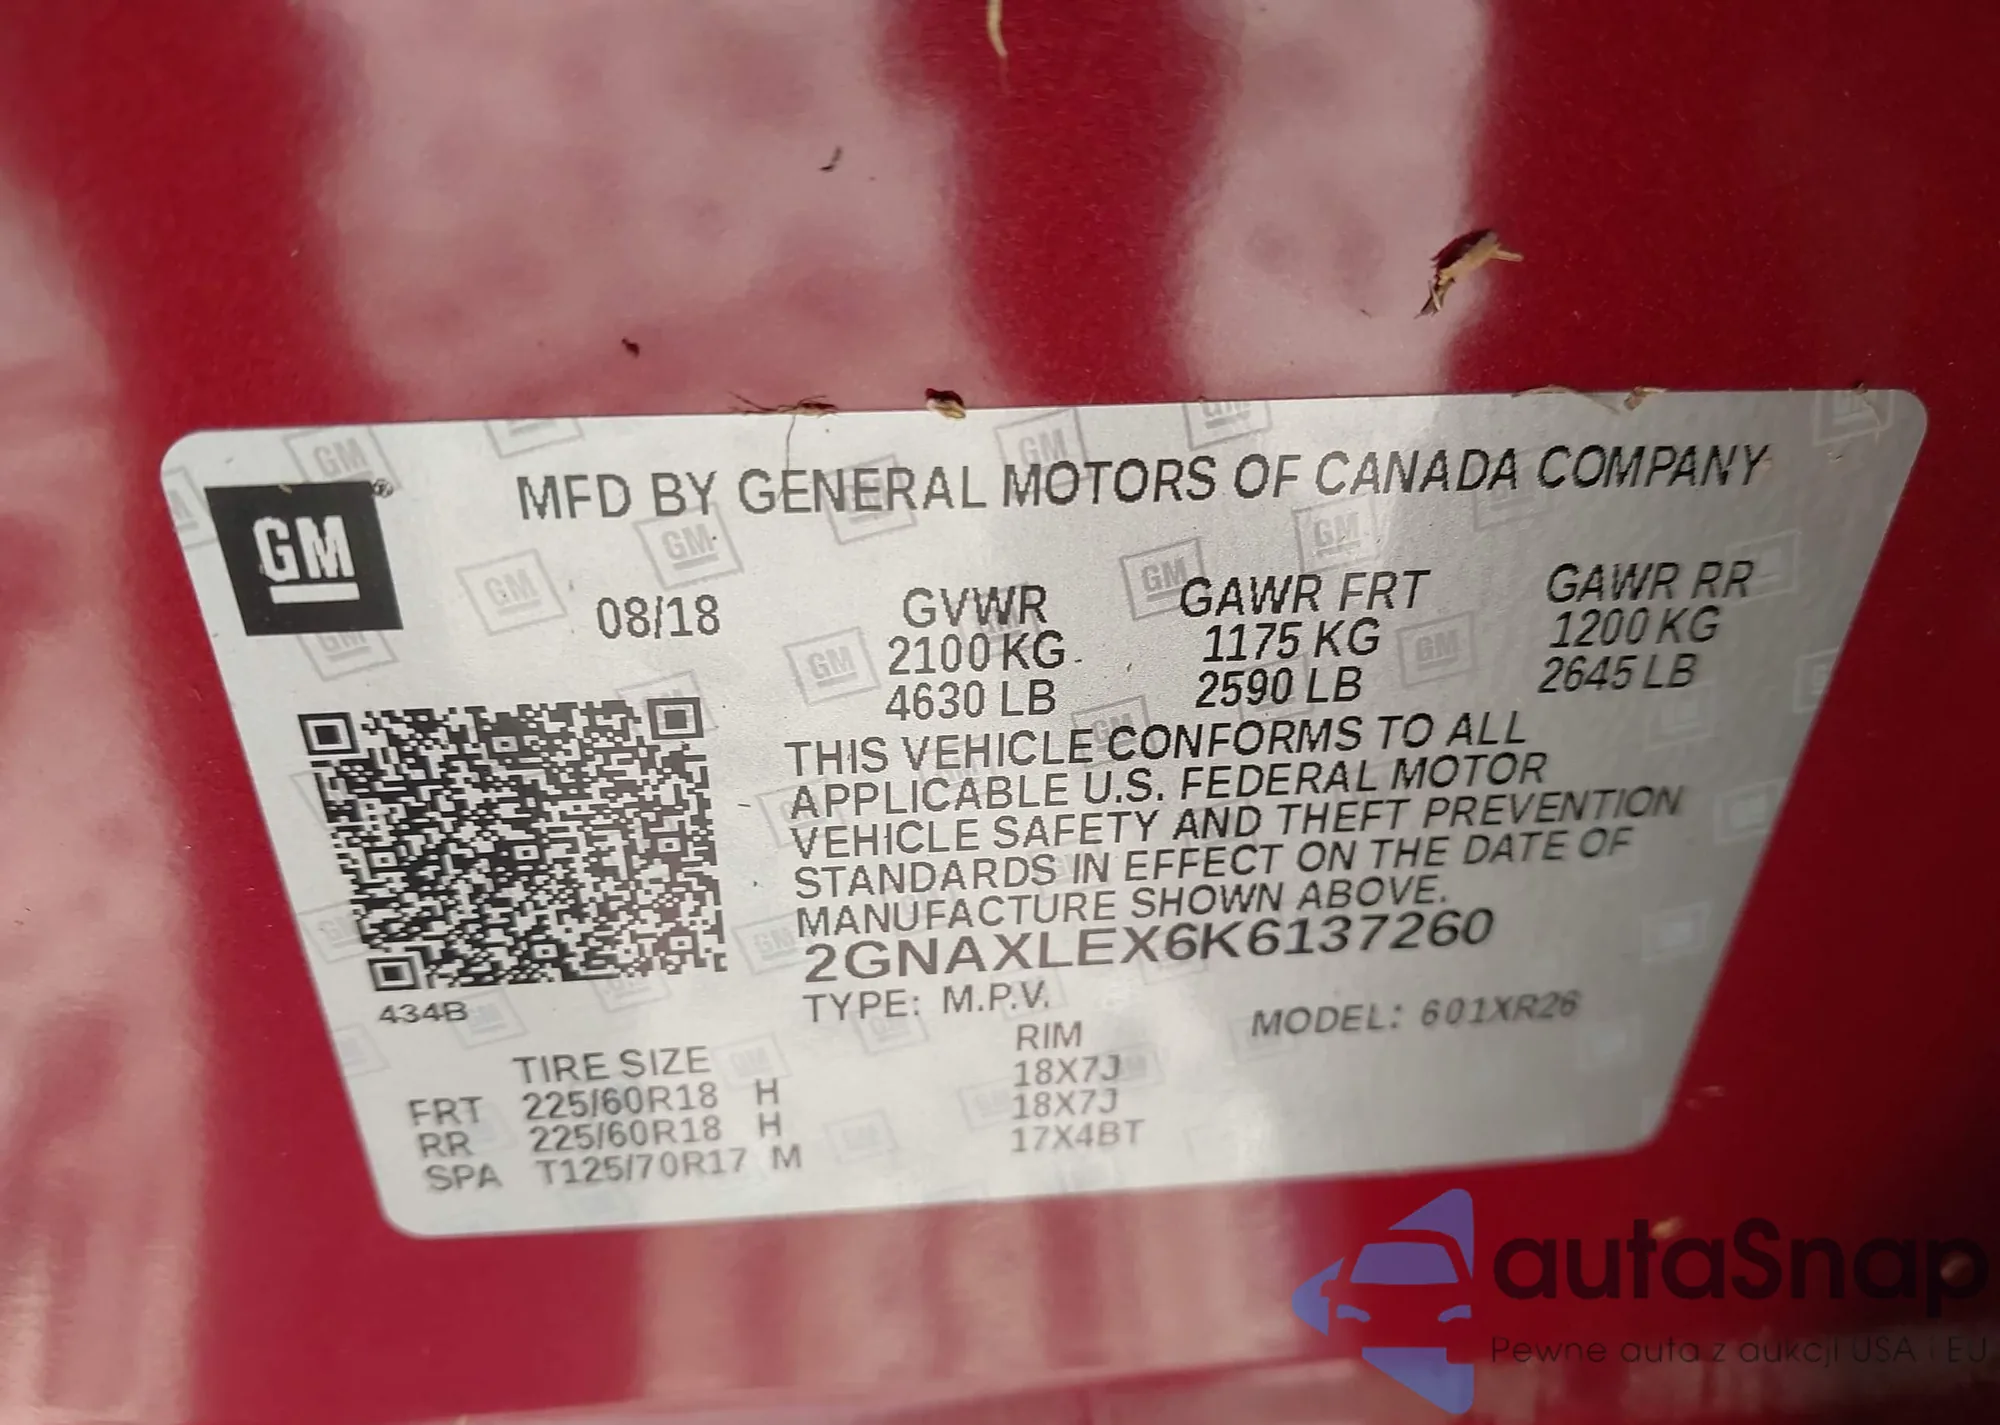 GM
MFD BY GENERAL MOTORS OF CANADA COMPANY
08/18 GVWR GAWR FRT GAWR RR
2100 KG 1175 KG 1200 KG
4630 LB 2590 LB 2645 LB
THIS VEHICLE CONFORMS TO ALL
APPLICABLE U.S. FEDERAL MOTOR
VEHICLE SAFETY AND THEFT PREVENTION
STANDARDS IN EFFECT ON THE DATE OF
MANUFACTURE SHOWN ABOVE.
2GNAXLEX6K6137260
434B
TYPE: M.P.V. MODEL: 601XR26
TIRE SIZE RIM
FRT 225/60R18 H 18X7J
RR 225/60R18 H 18X7J
SPA T125/70R17 M 17X4BT
autaSnap
Pewne auta z aukcji USA i EU